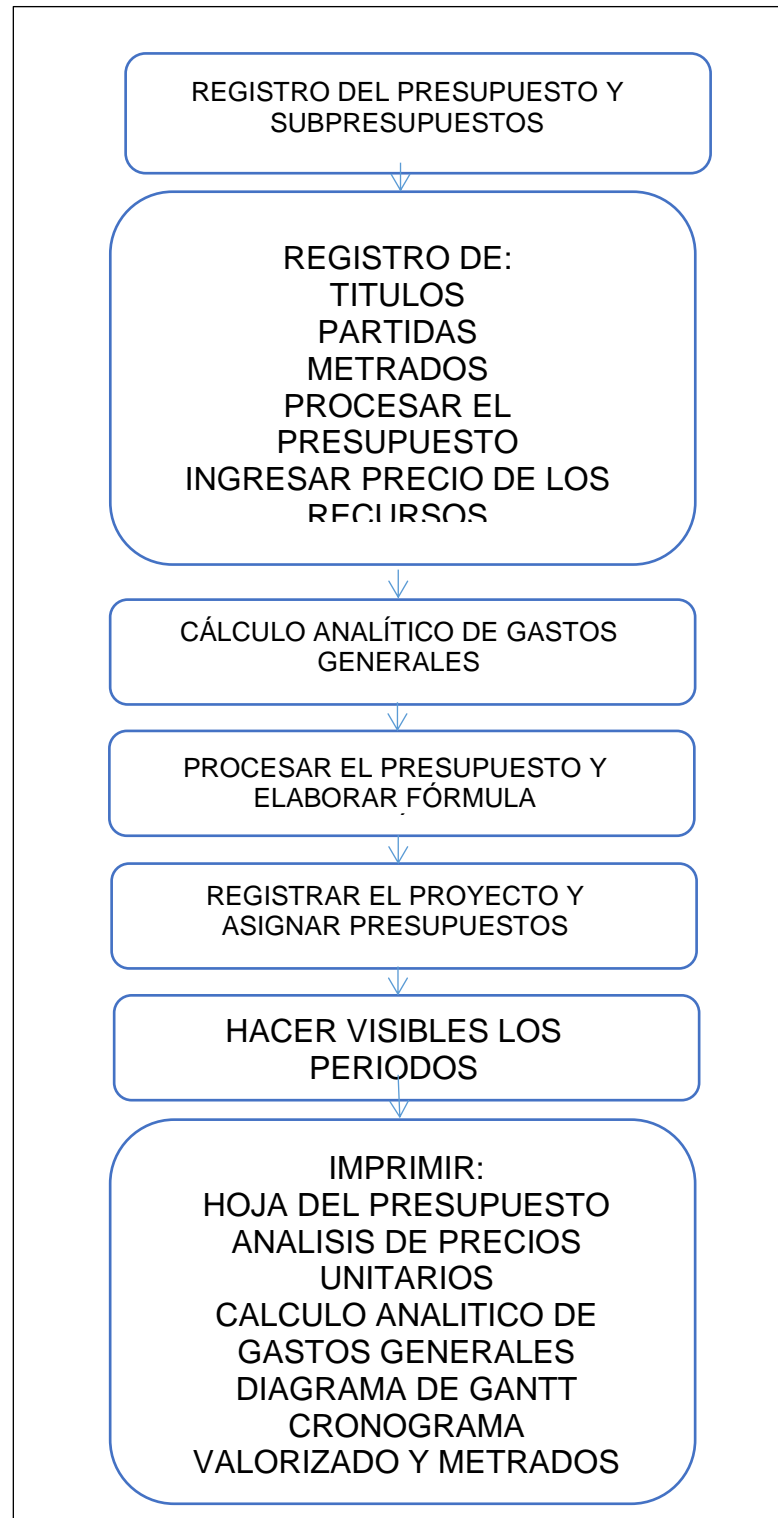 REGISTRO DEL PRESUPUESTO Y
SUBPRESUPUESTOS
REGISTRO DE:
TITULOS
PARTIDAS
METRADOS
PROCESAR EL
PRESUPUESTO
INGRESAR PRECIO DE LOS
RECURSOS
CÁLCULO ANALÍTICO DE GASTOS
GENERALES
PROCESAR EL PRESUPUESTO Y
ELABORAR FÓRMULA
REGISTRAR EL PROYECTO Y
ASIGNAR PRESUPUESTOS
HACER VISIBLES LOS
PERIODOS
IMPRIMIR:
HOJA DEL PRESUPUESTO
ANALISIS DE PRECIOS
UNITARIOS
CALCULO ANALITICO DE
GASTOS GENERALES
DIAGRAMA DE GANTT
CRONOGRAMA
VALORIZADO Y METRADOS